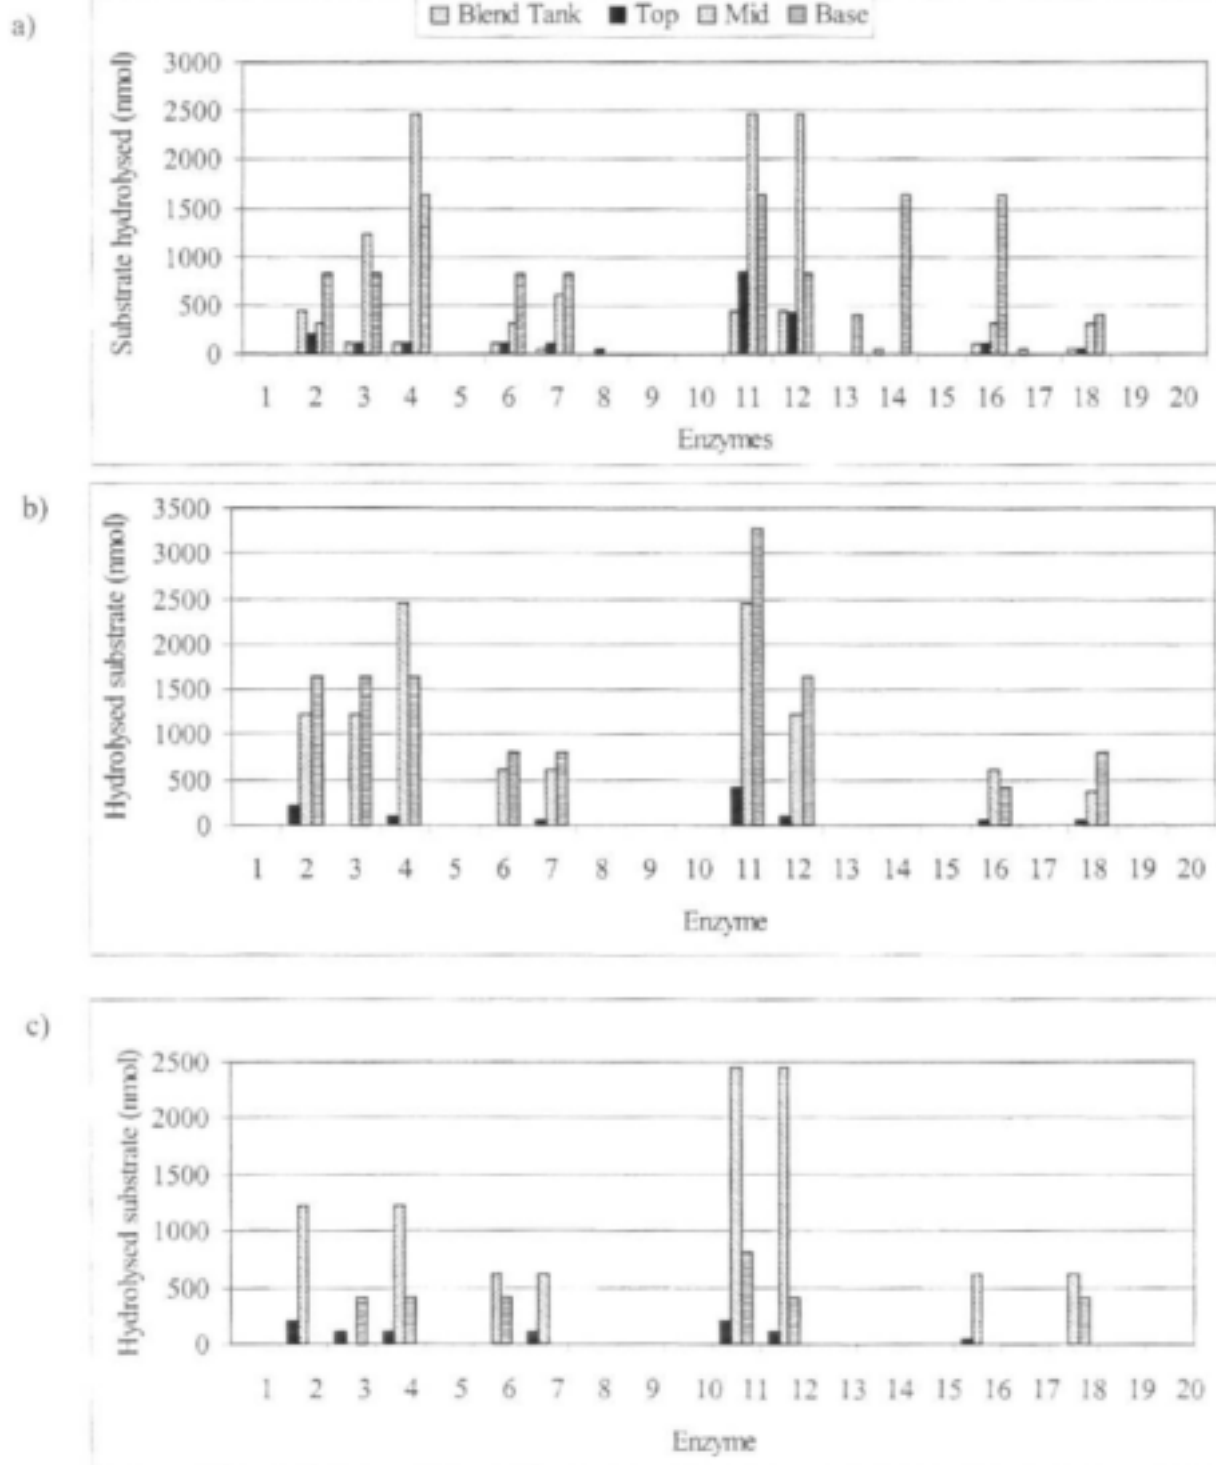 Blend Tank Top Mid Base
a)
Substrate hydrolysed (nmol)
3000
2500
2000
1500
1000
500
0
1 2 3 4 5 6 7 8 9 10 11 12 13 14 15 16 17 18 19 20
Enzymes
b)
Hydrolysed substrate (nmol)
3500
3000
2500
2000
1500
1000
500
0
1 2 3 4 5 6 7 8 9 10 11 12 13 14 15 16 17 18 19 20
Enzyme
c)
Hydrolysed substrate (nmol)
2500
2000
1500
1000
500
0
1 2 3 4 5 6 7 8 9 10 11 12 13 14 15 16 17 18 19 20
Enzyme